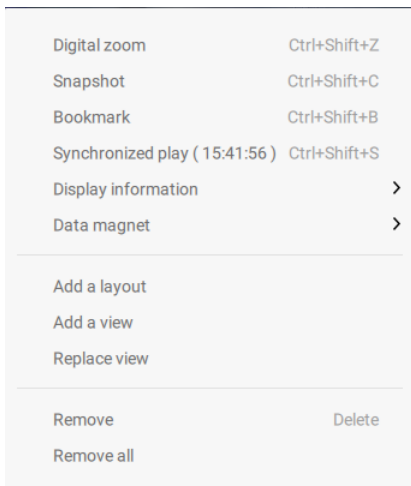 Digital zoom Ctrl+Shift+Z
Snapshot Ctrl+Shift+C
Bookmark Ctrl+Shift+B
Synchronized play ( 15:41:56 ) Ctrl+Shift+S
Display information
Data magnet
Add a layout
Add a view
Replace view
Remove Delete
Remove all